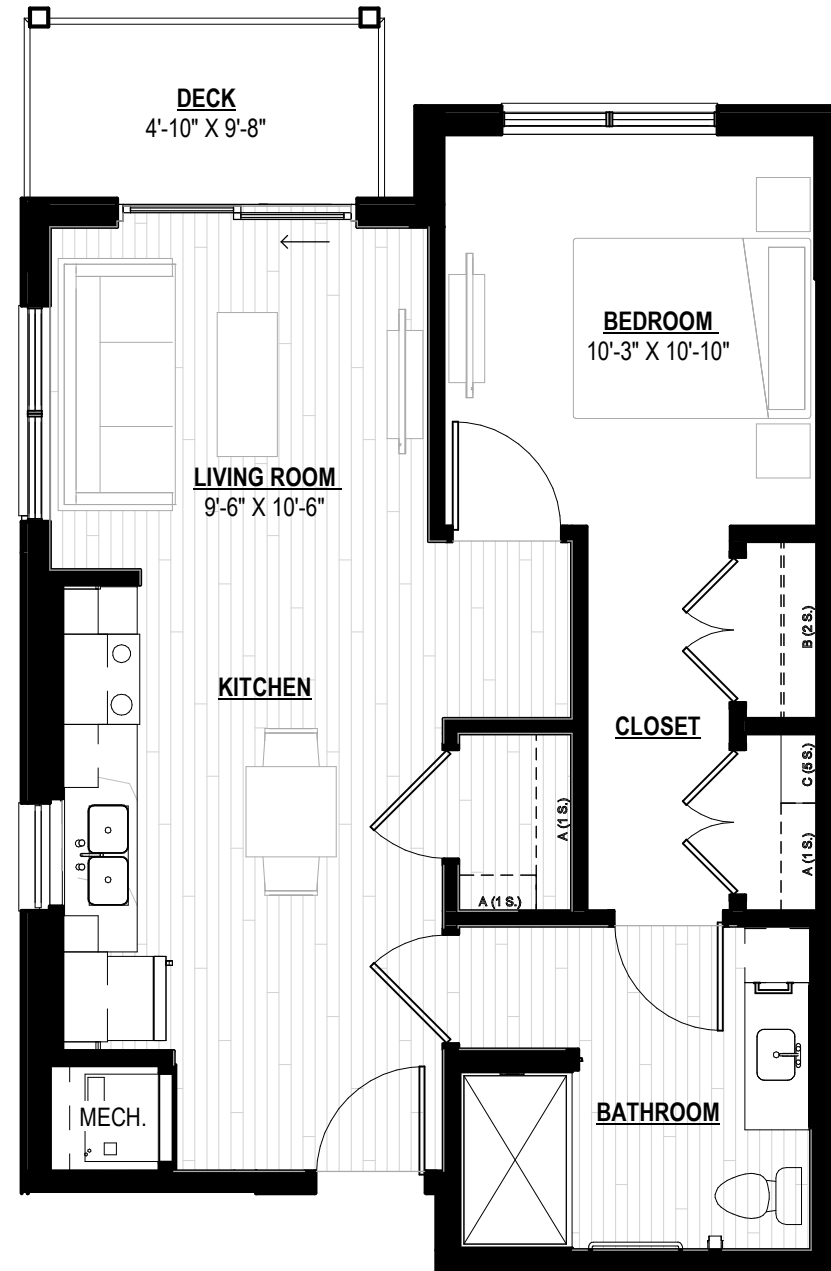 DECK
4'-10" X 9'-8"
BEDROOM
10'-3" X 10'-10"
LIVING ROOM
9'-6" X 10'-6"
B (2 S.)
KITCHEN
CLOSET
C (5 S.)
A (1 S.)
A (1 S.)
A (1 S.)
MECH.
BATHROOM